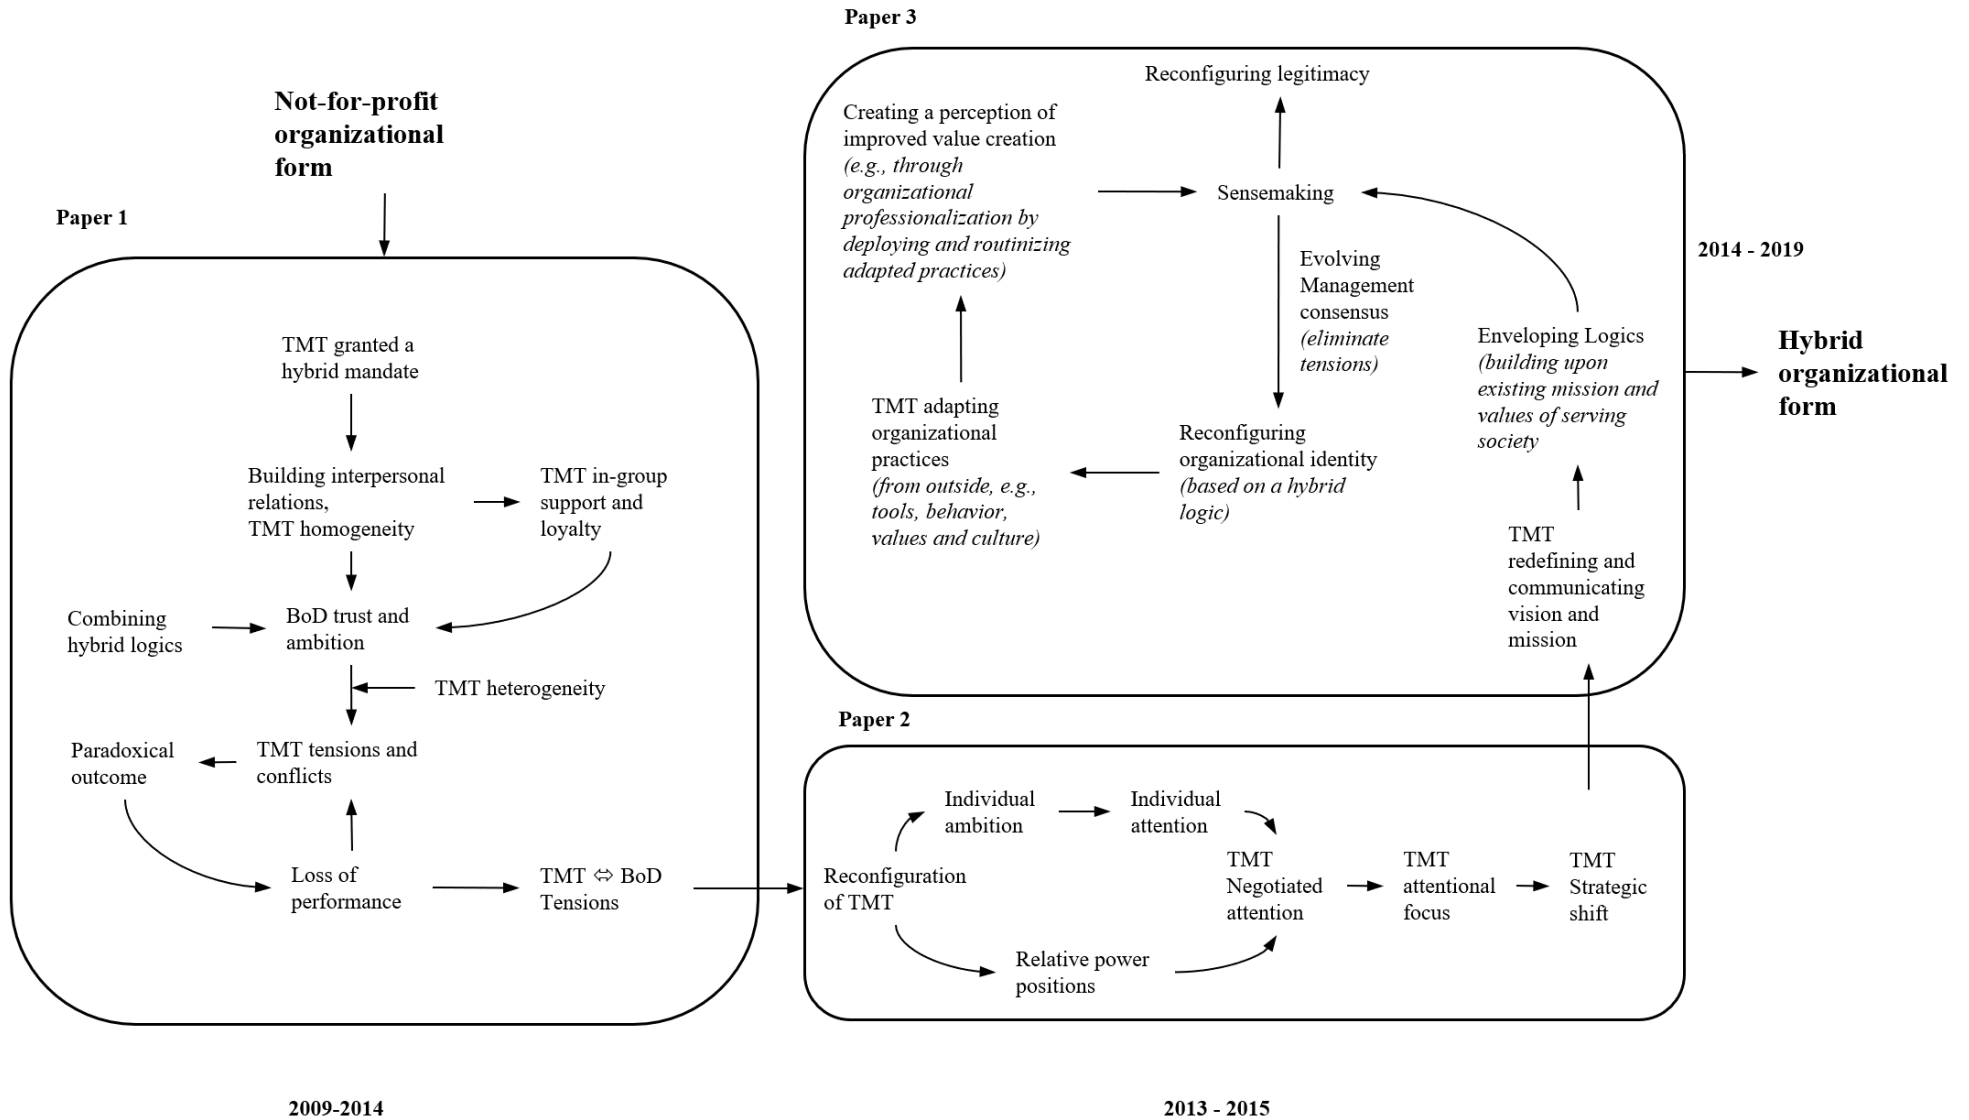 Not-for-profit
organizational
form
Paper 1
TMT granted a
hybrid mandate
Building interpersonal
relations,
TMT homogeneity
TMT in-group
support and
loyalty
Combining
hybrid logics
BoD trust and
ambition
TMT heterogeneity
Paradoxical
outcome
TMT tensions and
conflicts
Loss of
performance
TMT ⇔ BoD
Tensions
2009-2014
Paper 2
Reconfiguration
of TMT
Individual
ambition
Individual
attention
Relative power
positions
TMT
Negotiated
attention
TMT
attentional
focus
TMT
Strategic
shift
2013 - 2015
Paper 3
Reconfiguring legitimacy
Creating a perception of
improved value creation
(e.g., through
organizational
professionalization by
deploying and routinizing
adapted practices)
Sensemaking
Evolving
Management
consensus
(eliminate
tensions)
TMT adapting
organizational
practices
(from outside, e.g.,
tools, behavior,
values and culture)
Reconfiguring
organizational identity
(based on a hybrid
logic)
Enveloping Logics
(building upon
existing mission and
values of serving
society
TMT
redefining and
communicating
vision and
mission
2014 - 2019
Hybrid
organizational
form